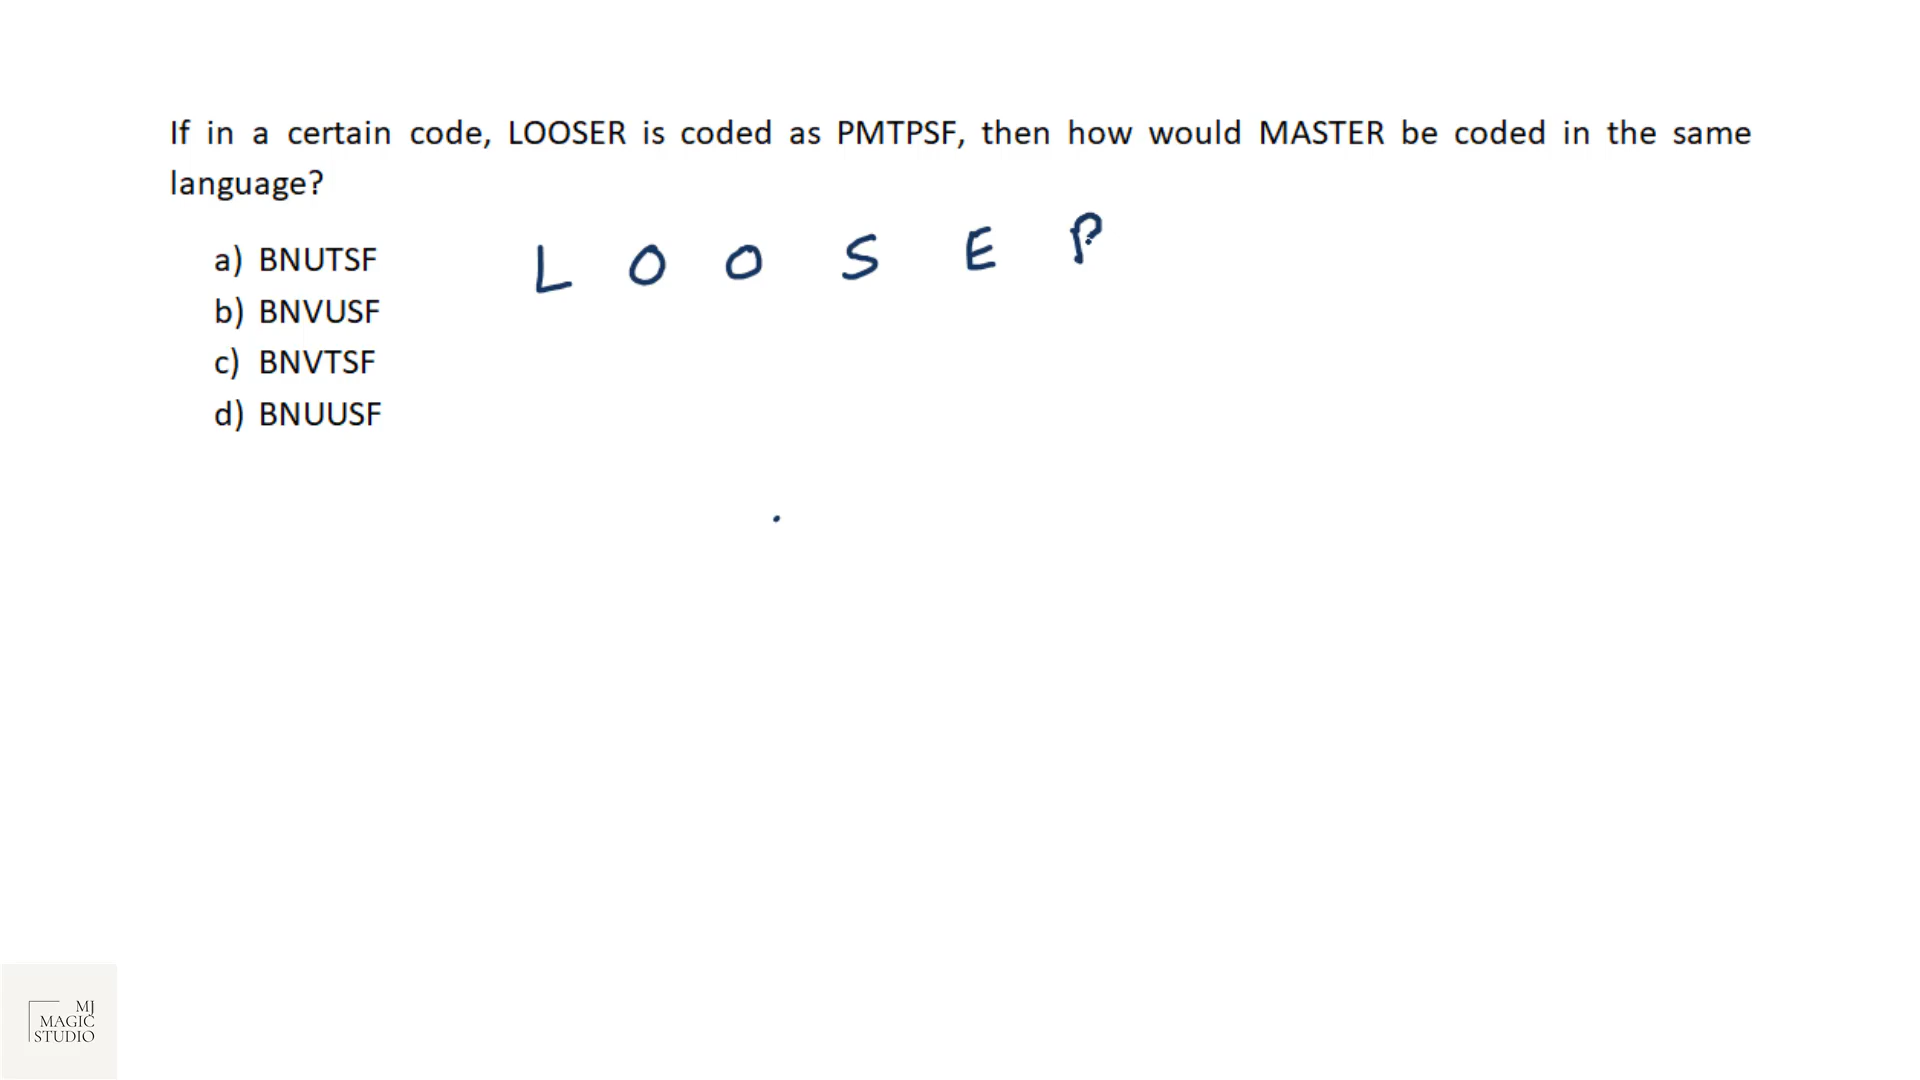 If in a certain code, LOOSER is coded as PMTPSF, then how would MASTER be coded in the same
language?
a) BNUTSF
b) BNVUSF
c) BNVTSF
d) BNUUSF
L O O S E P
MJ
MAGIC
STUDIO